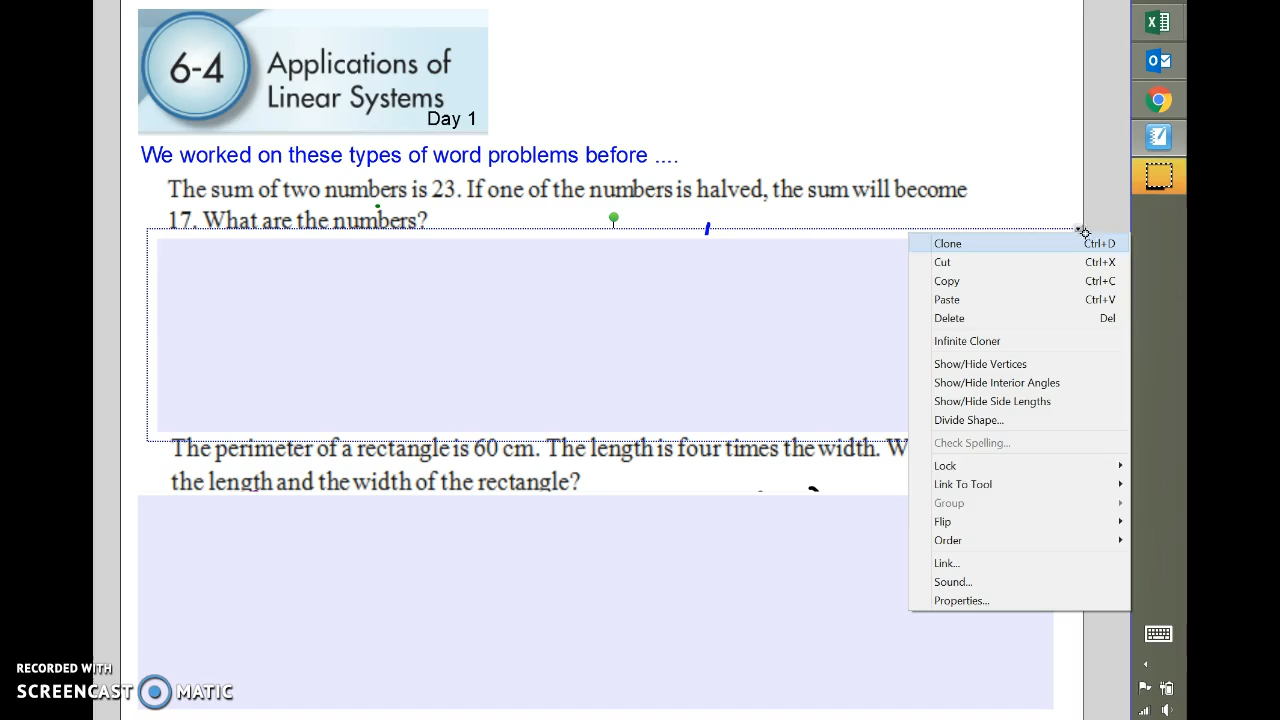 6-4
Applications of
Linear Systems
Day 1
We worked on these types of word problems before ....
The sum of two numbers is 23. If one of the numbers is halved, the sum will become
17. What are the numbers?
The perimeter of a rectangle is 60 cm. The length is four times the width. W
the length and the width of the rectangle?
Clone Ctrl+D
Cut Ctrl+X
Copy Ctrl+C
Paste Ctrl+V
Delete Del
Infinite Cloner
Show/Hide Vertices
Show/Hide Interior Angles
Show/Hide Side Lengths
Divide Shape...
Check Spelling...
Lock
Link To Tool
Group
Flip
Order
Link...
Sound...
Properties...
RECORDED WITH
SCREENCAST MATIC